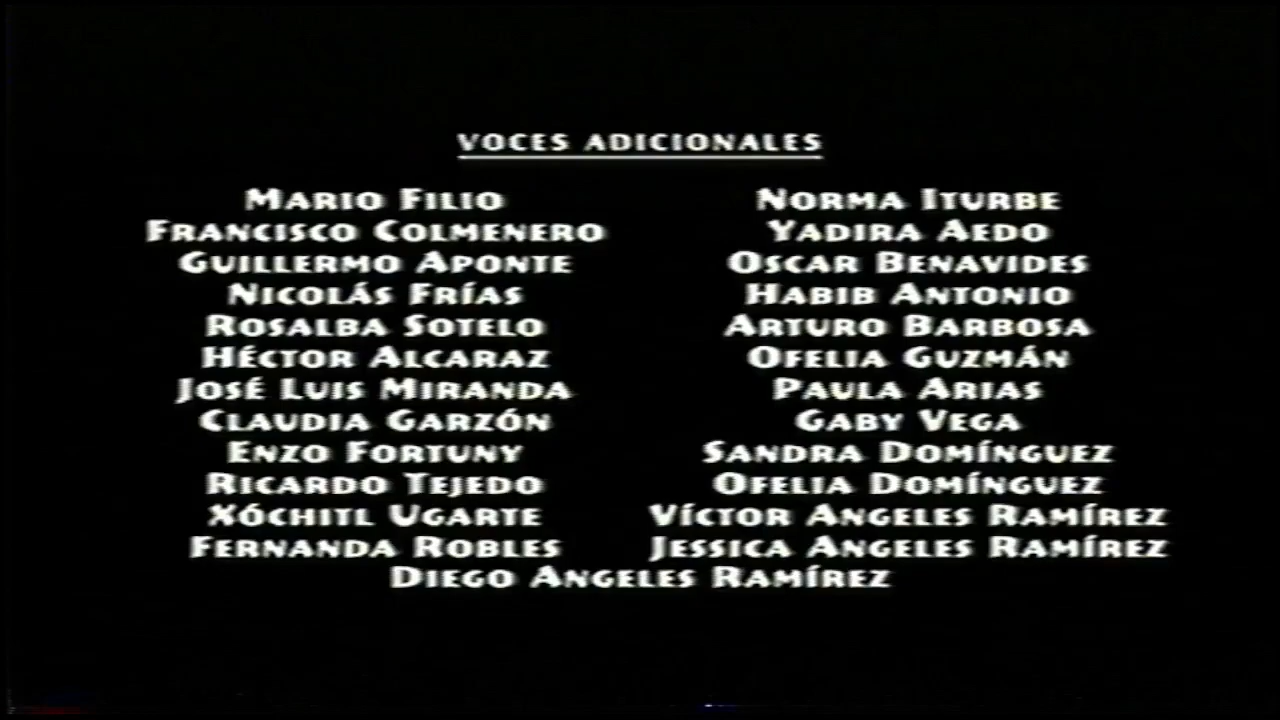 VOCES ADICIONALES
MARIO FILIO
FRANCISCO COLMENERO
GUILLERMO APONTE
NICOLÁS FRÍAS
ROSALBA SOTELO
HÉCTOR ALCARAZ
JOSÉ LUIS MIRANDA
CLAUDIA GARZÓN
ENZO FORTUNY
RICARDO TEJEDO
XÓCHITL UGARTE
FERNANDA ROBLES
NORMA ITURBE
YADIRA AEDO
OSCAR BENAVIDES
HABIB ANTONIO
ARTURO BARBOSA
OFELIA GUZMÁN
PAULA ARIAS
GABY VEGA
SANDRA DOMÍNGUEZ
OFELIA DOMÍNGUEZ
VÍCTOR ANGELES RAMÍREZ
JESSICA ANGELES RAMÍREZ
DIEGO ANGELES RAMÍREZ